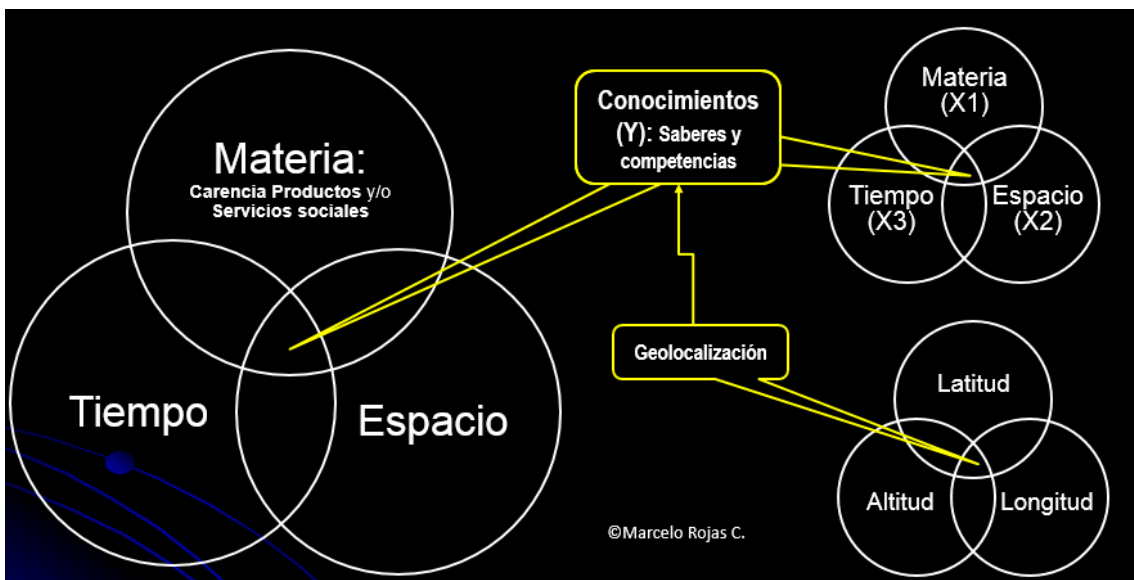 Materia:
Carencia Productos y/o
Servicios sociales
Tiempo
Espacio
Conocimientos
(Y): Saberes y
competencias
Geolocalización
Materia
(X1)
Tiempo
(X3)
Espacio
(X2)
Latitud
Altitud
Longitud
©Marcelo Rojas C.